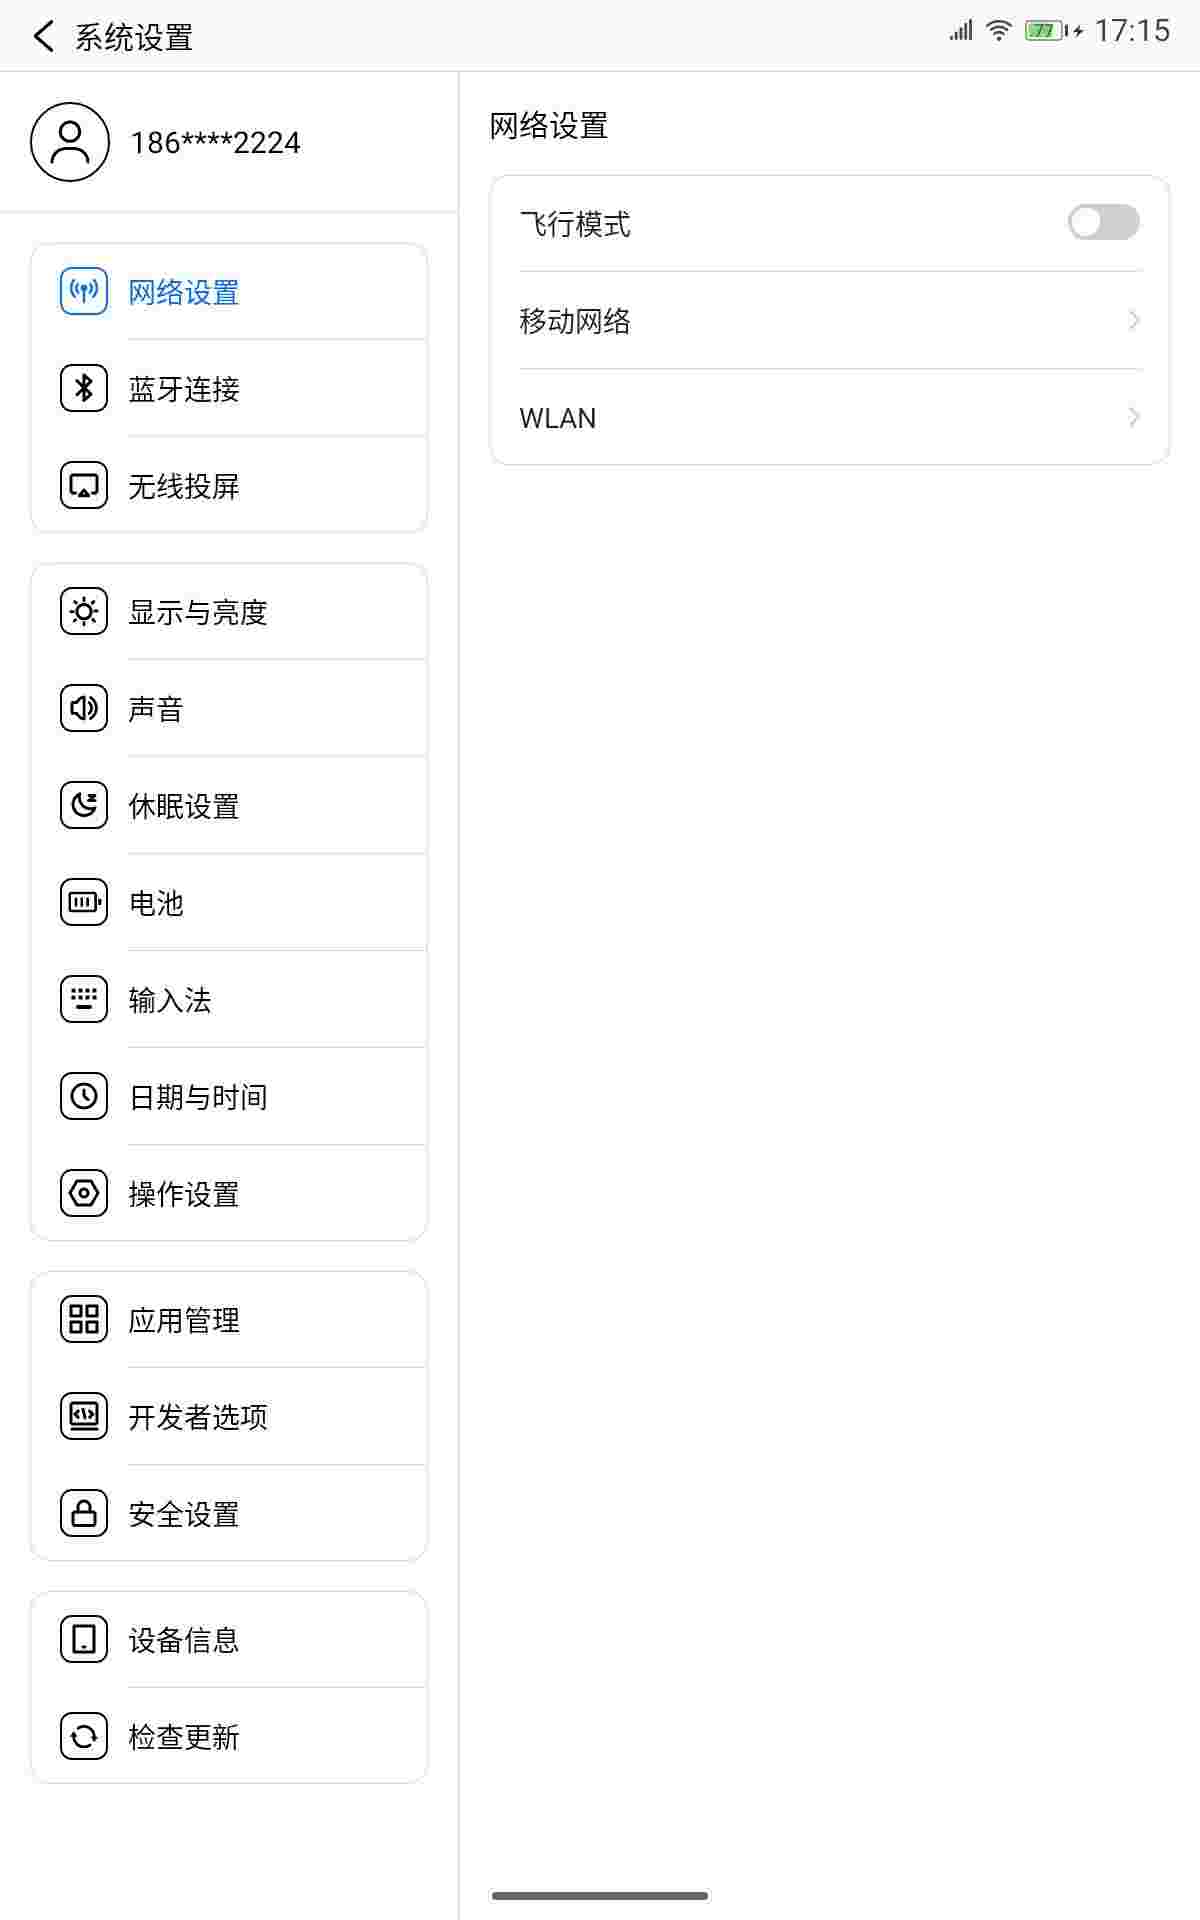 系统设置
77
17:15
186****2224
网络设置
蓝牙连接
无线投屏
显示与亮度
声音
休眠设置
电池
输入法
日期与时间
操作设置
应用管理
开发者选项
安全设置
设备信息
检查更新
网络设置
飞行模式
移动网络
WLAN